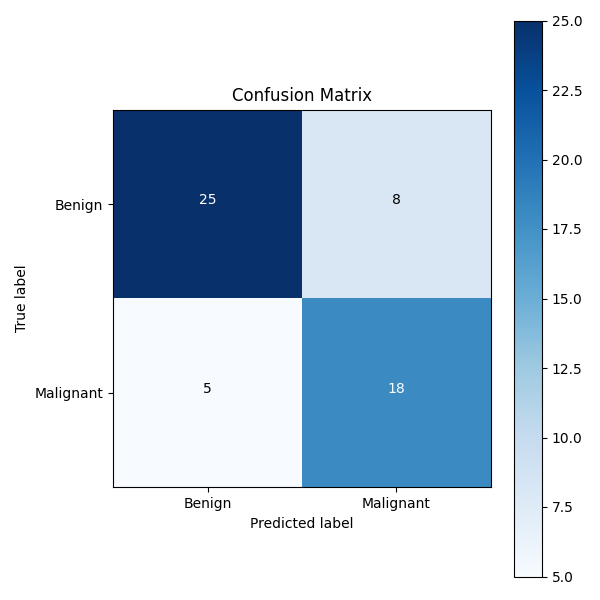 Confusion Matrix
True label
Benign
25
8
Malignant
5
18
Benign
Malignant
Predicted label
25.0
22.5
20.0
17.5
15.0
12.5
10.0
7.5
5.0